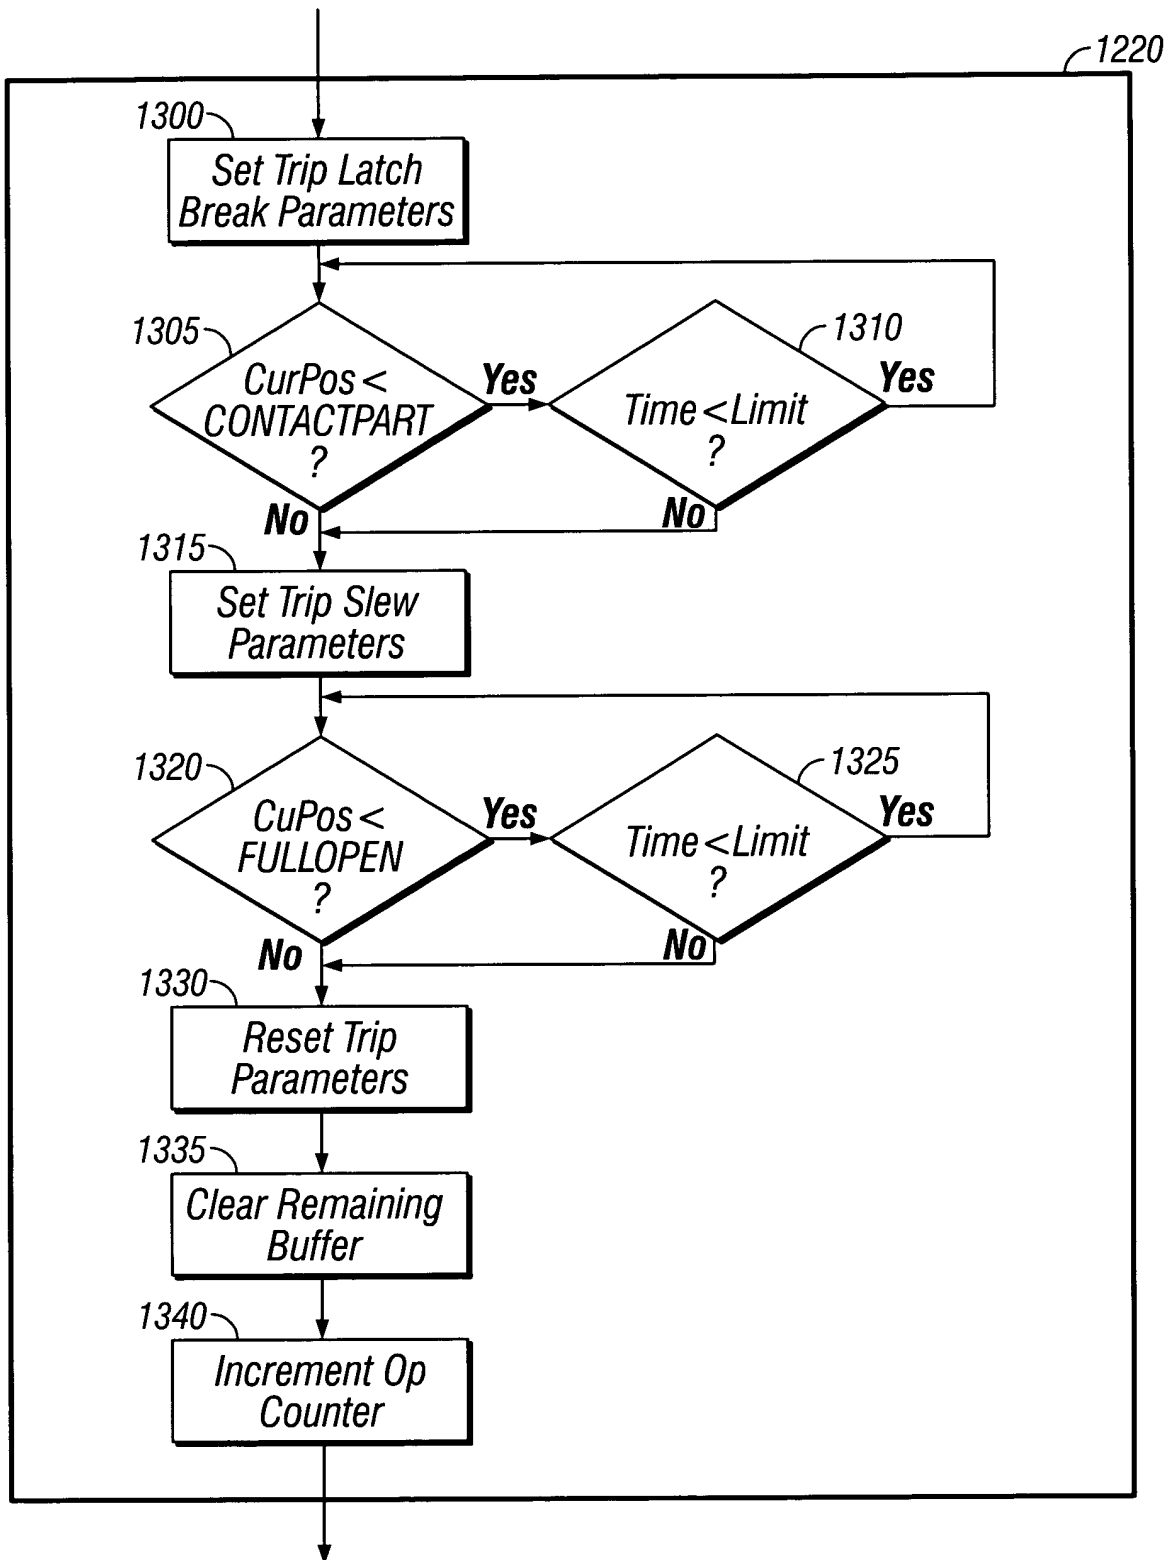 1220
1300
Set Trip Latch
Break Parameters
1305
CurPos <
CONTACTPART
?
Yes
1310
Time < Limit
?
Yes
No
No
1315
Set Trip Slew
Parameters
1320
CuPos <
FULLOPEN
?
Yes
1325
Time < Limit
?
Yes
No
No
1330
Reset Trip
Parameters
1335
Clear Remaining
Buffer
1340
Increment Op
Counter